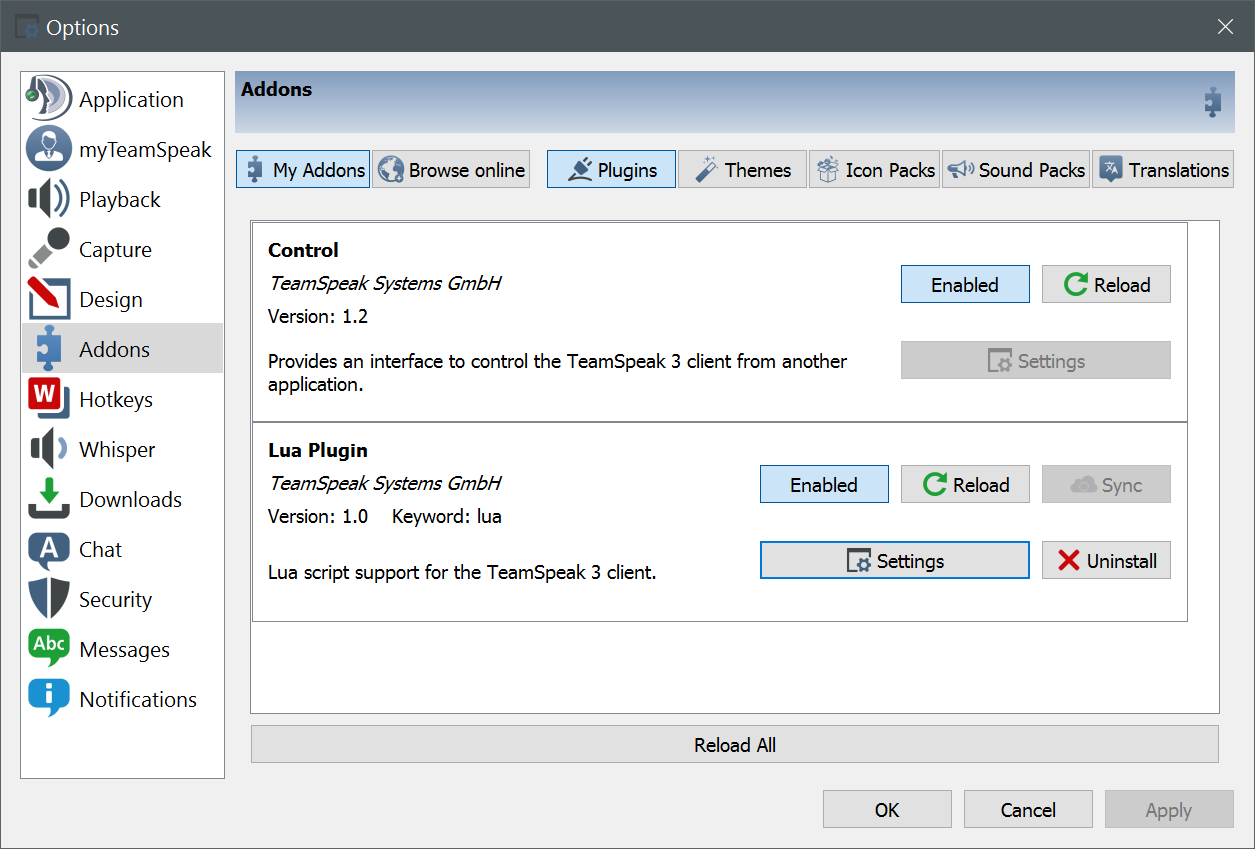 Options
Application
myTeamSpeak
Playback
Capture
Design
Addons
W
Hotkeys
Whisper
Downloads
A
Chat
Security
Abc
Messages
i
Notifications
Addons
My Addons
Browse online
Plugins
Themes
Icon Packs
Sound Packs
Translations
Control
TeamSpeak Systems GmbH
Version: 1.2
Provides an interface to control the TeamSpeak 3 client from another
application.
Enabled
Reload
Settings
Lua Plugin
TeamSpeak Systems GmbH
Version: 1.0 Keyword: lua
Lua script support for the TeamSpeak 3 client.
Enabled
Reload
Sync
Settings
Uninstall
Reload All
OK
Cancel
Apply